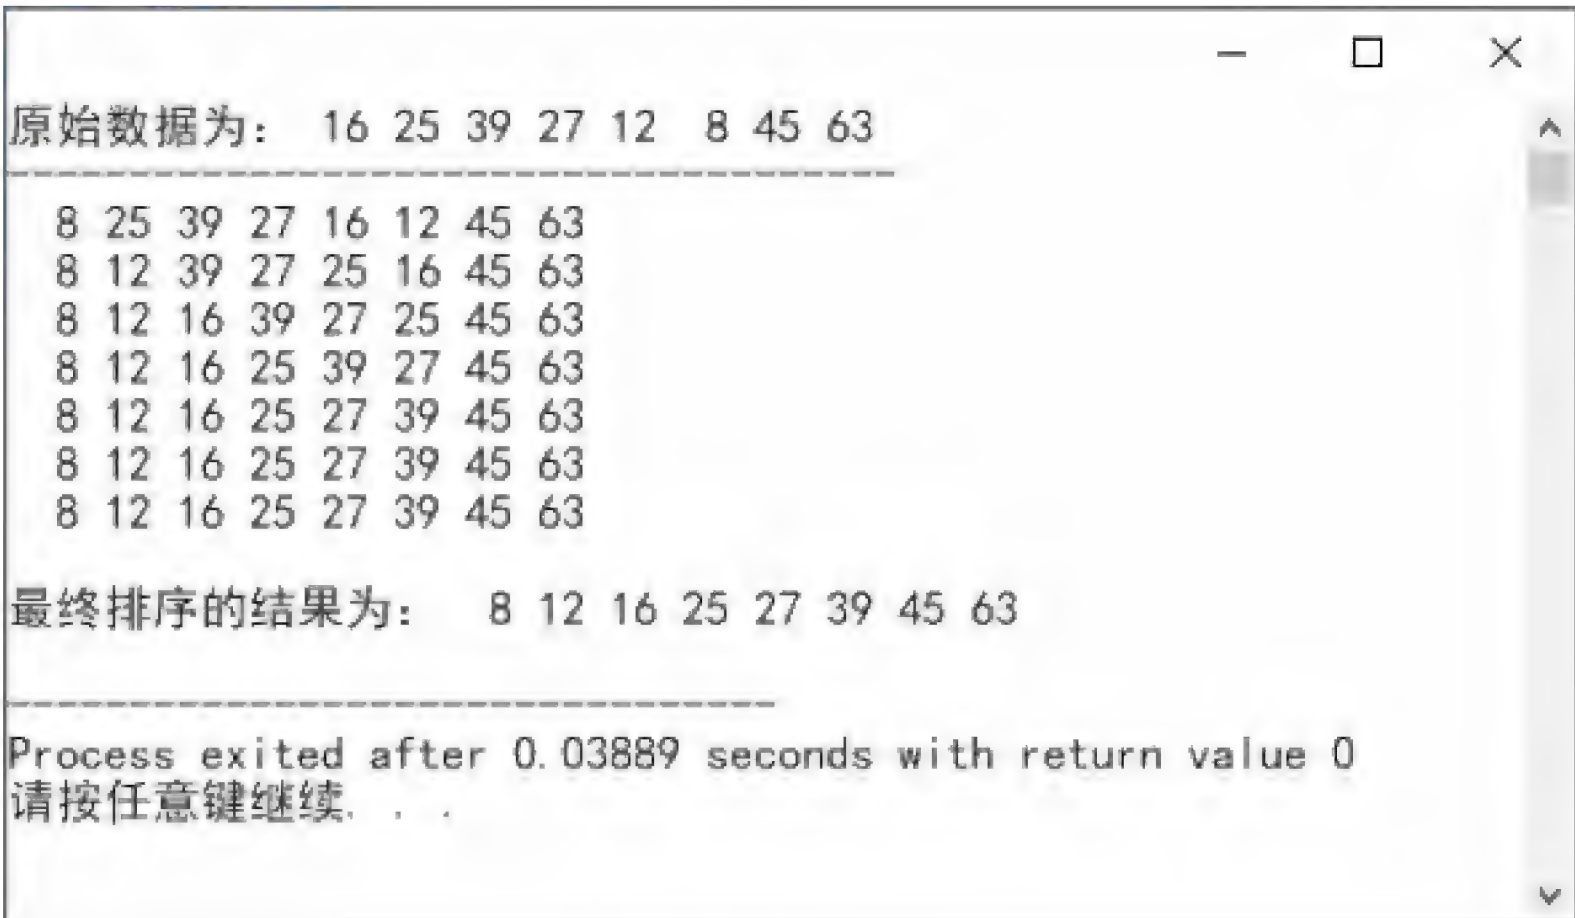 原始数据为： 16 25 39 27 12  8 45 63
-------------------------------------
  8 25 39 27 16 12 45 63
  8 12 39 27 25 16 45 63
  8 12 16 39 27 25 45 63
  8 12 16 25 39 27 45 63
  8 12 16 25 27 39 45 63
  8 12 16 25 27 39 45 63
  8 12 16 25 27 39 45 63
最终排序的结果为：  8 12 16 25 27 39 45 63
--------------------------------
Process exited after 0.03889 seconds with return value 0
请按任意键继续. . .